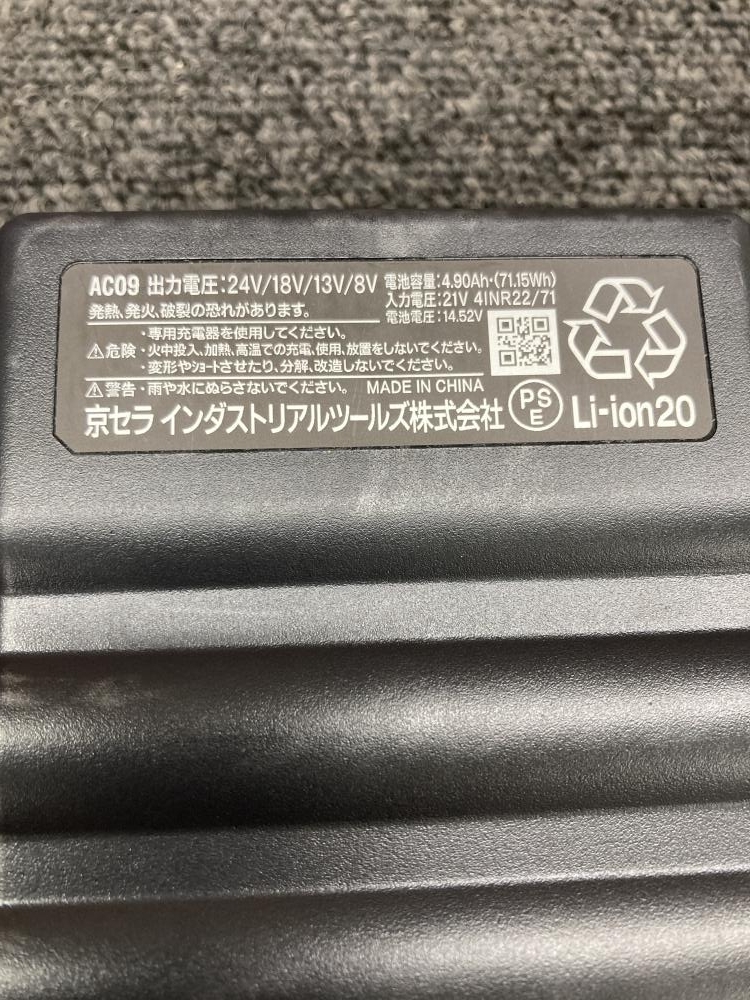 AC09 出力電圧:24V/18V/13V/8V
電池容量:4.90Ah・(71.15Wh)
入力電圧:21V 4INR22/71
電池電圧:14.52V
発熱、発火、破裂の恐れがあります。
・専用充電器を使用してください。
⚠危険・火中投入、加熱、高温での充電、使用、放置をしないでください。
・変形やショートさせたり、分解、改造しないでください。
⚠警告・雨や水にぬらさないでください。 MADE IN CHINA
京セラ インダストリアルツールズ株式会社
PS
E
Li-ion20